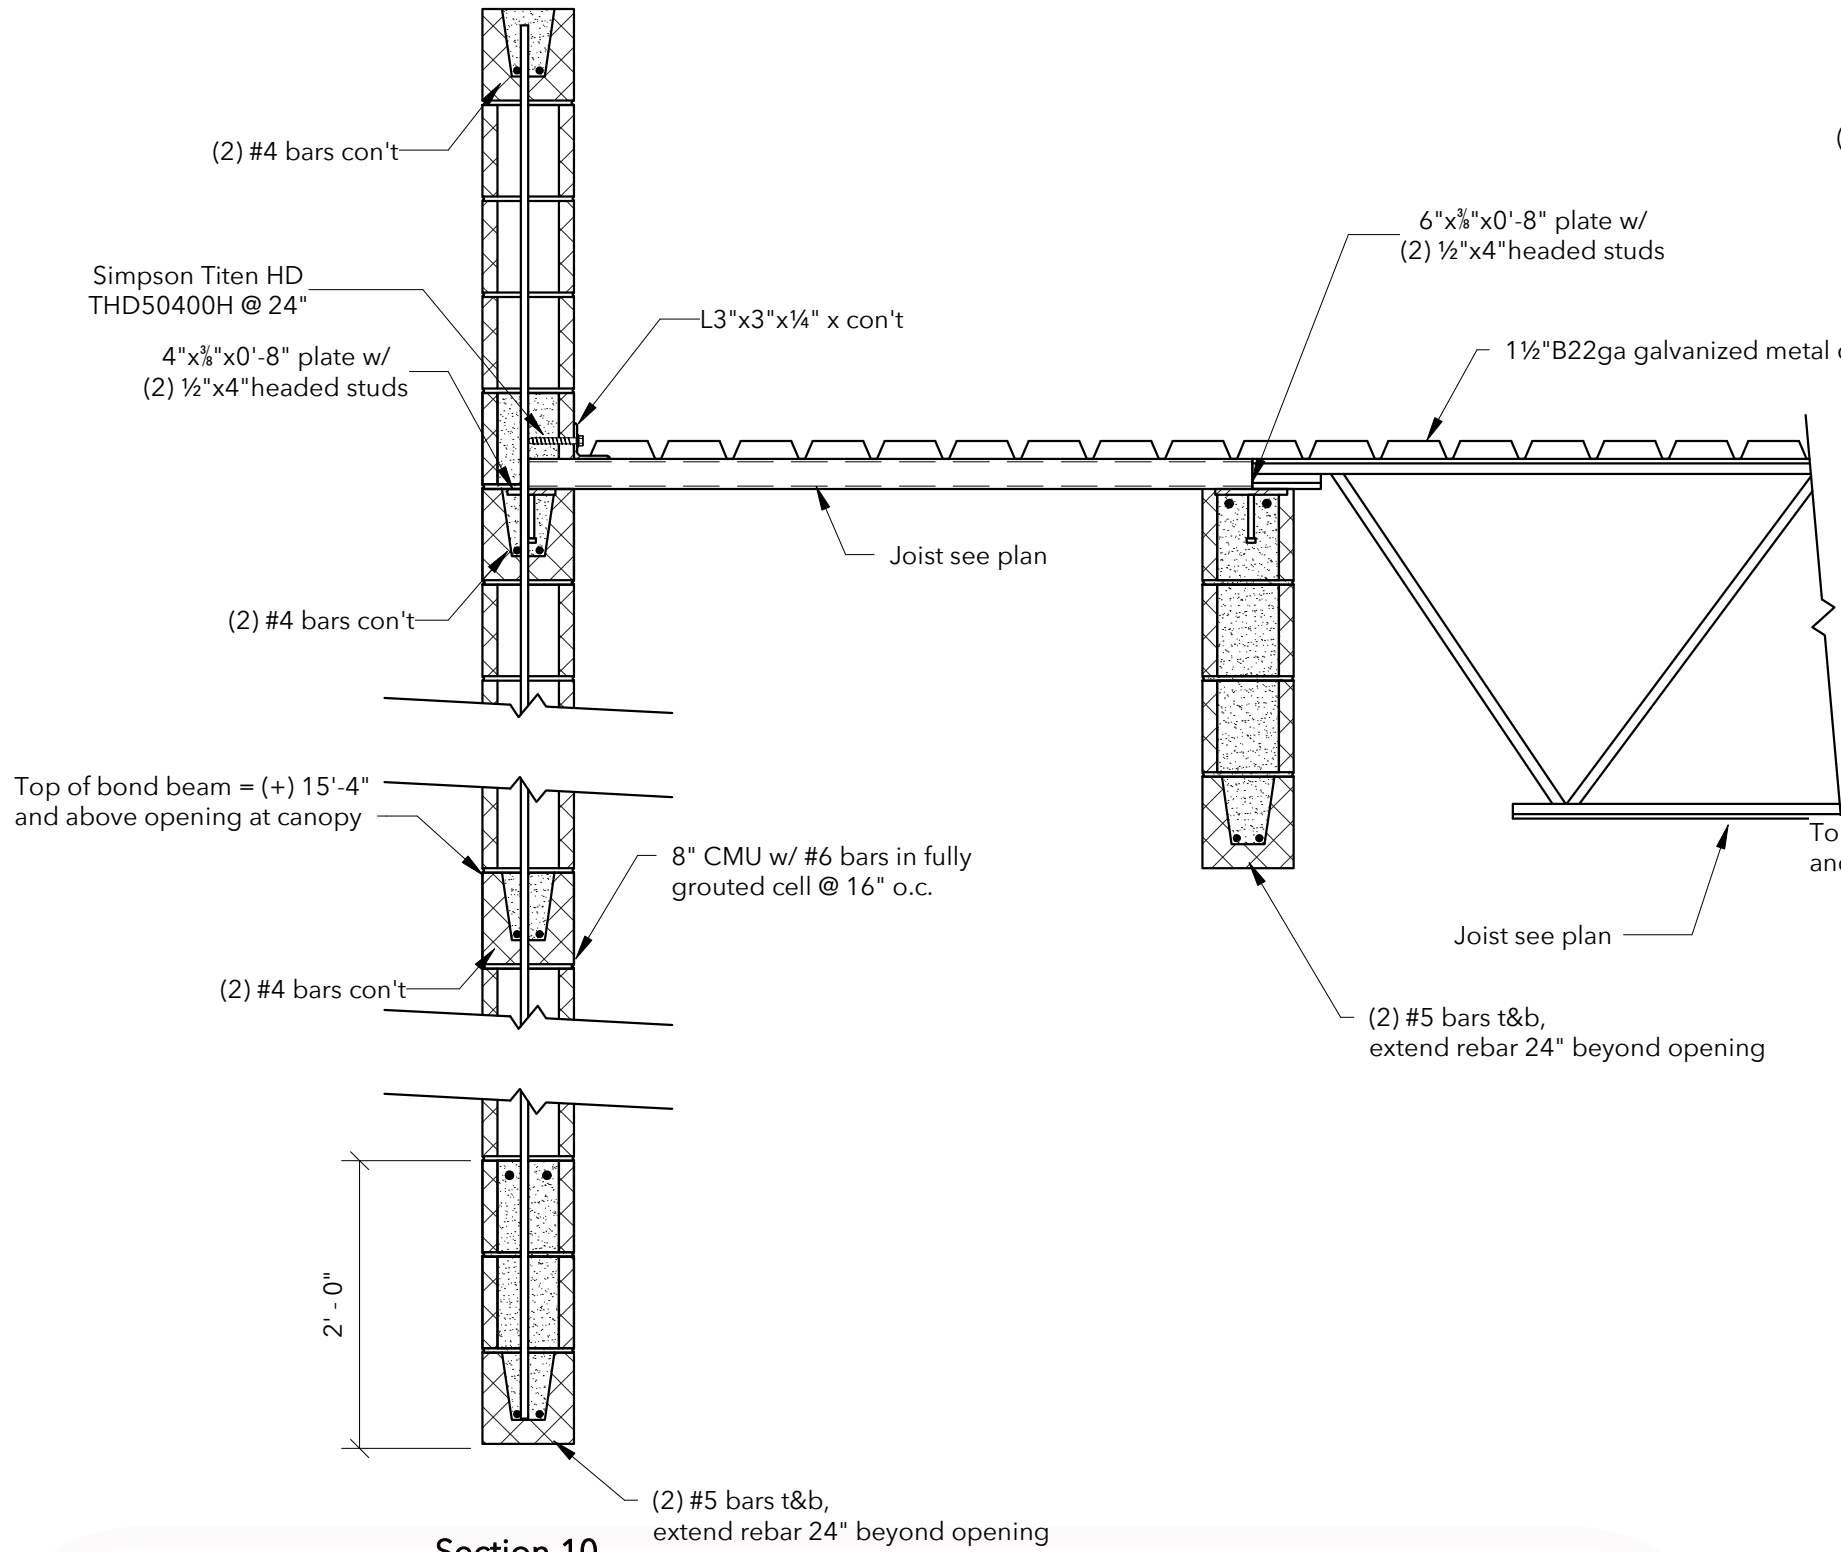 (2) #4 bars con't
Simpson Titen HD
THD50400H @ 24"
4"x⅜"x0'-8" plate w/
(2) ½"x4"headed studs
L3"x3"x¼" x con't
6"x⅜"x0'-8" plate w/
(2) ½"x4"headed studs
1½"B22ga galvanized metal
Joist see plan
(2) #4 bars con't
Top of bond beam = (+) 15'-4"
and above opening at canopy
8" CMU w/ #6 bars in fully
grouted cell @ 16" o.c.
(2) #4 bars con't
Joist see plan
(2) #5 bars t&b,
extend rebar 24" beyond opening
2' - 0"
(2) #5 bars t&b,
extend rebar 24" beyond opening
Section 10